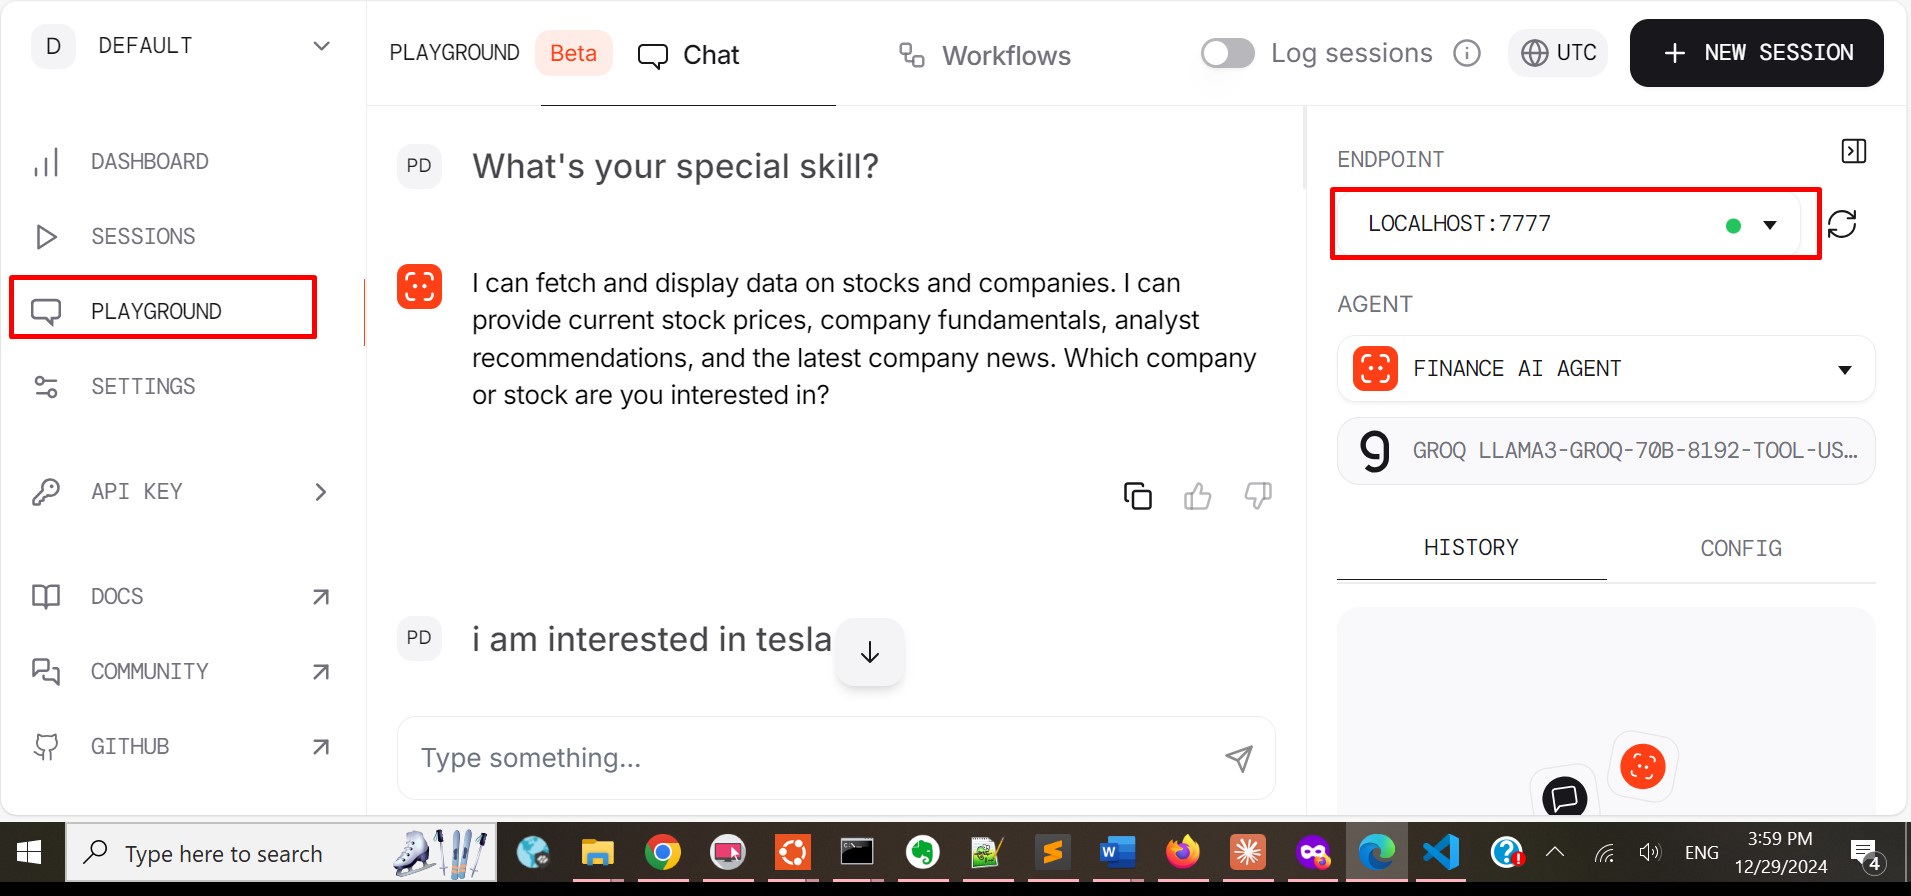 D DEFAULT
DASHBOARD
SESSIONS
PLAYGROUND
SETTINGS
API KEY
DOCS
COMMUNITY
GITHUB
PLAYGROUND Beta Chat Workflows Log sessions UTC + NEW SESSION
PD What's your special skill?
I can fetch and display data on stocks and companies. I can
provide current stock prices, company fundamentals, analyst
recommendations, and the latest company news. Which company
or stock are you interested in?
PD i am interested in tesla
Type something...
ENDPOINT
LOCALHOST:7777
AGENT
FINANCE AI AGENT
GROQ LLAMA3-GROQ-70B-8192-TOOL-US...
HISTORY CONFIG
Type here to search
ENG
3:59 PM
12/29/2024
4